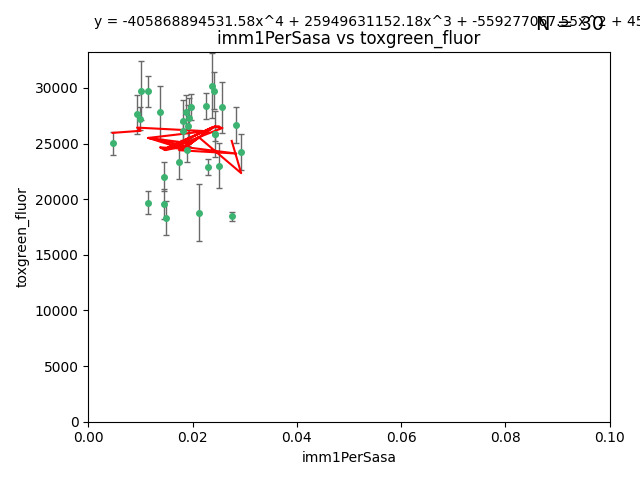 y = -405868894531.58x^4 + 25949631152.18x^3 + -559277067.55x^2 + 45
N = 30
imm1PerSasa vs toxgreen_fluor
30000
25000
20000
15000
10000
5000
0
toxgreen_fluor
0.00 0.02 0.04 0.06 0.08 0.10
imm1PerSasa